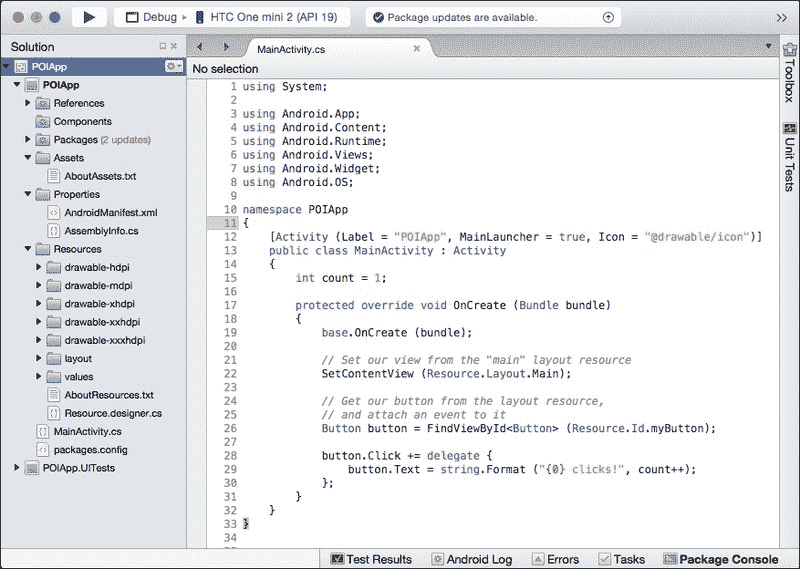 Debug
HTC One mini 2 (API 19)
Package updates are available.
Solution
MainActivity.cs
No selection
POIApp
POIApp
References
Components
Packages (2 updates)
Assets
AboutAssets.txt
Properties
AndroidManifest.xml
AssemblyInfo.cs
Resources
drawable-hdpi
drawable-mdpi
drawable-xhdpi
drawable-xxhdpi
drawable-xxxhdpi
layout
values
AboutResources.txt
Resource.designer.cs
MainActivity.cs
packages.config
POIApp.UITests
1 using System;
2
3 using Android.App;
4 using Android.Content;
5 using Android.Runtime;
6 using Android.Views;
7 using Android.Widget;
8 using Android.OS;
9
10 namespace POIApp
11 {
12     [Activity (Label = "POIApp", MainLauncher = true, Icon = "@drawable/icon")]
13     public class MainActivity : Activity
14     {
15         int count = 1;
16
17         protected override void OnCreate (Bundle bundle)
18         {
19             base.OnCreate (bundle);
20
21             // Set our view from the "main" layout resource
22             SetContentView (Resource.Layout.Main);
23
24             // Get our button from the layout resource,
25             // and attach an event to it
26             Button button = FindViewById<Button> (Resource.Id.myButton);
27
28             button.Click += delegate {
29                 button.Text = string.Format ("{0} clicks!", count++);
30             };
31         }
32     }
33 }
34
Toolbox
Unit Tests
Test Results
Android Log
Errors
Tasks
Package Console